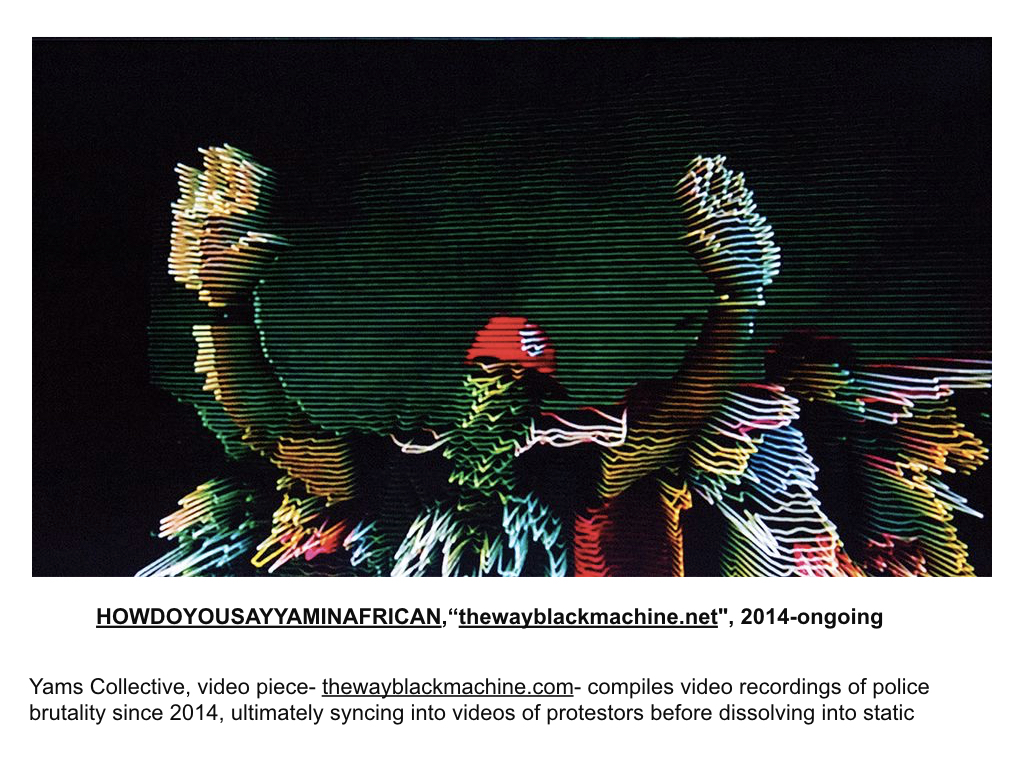 HOWDOYOUSAYYAMINAFRICAN,“thewayblackmachine.net", 2014-ongoing
Yams Collective, video piece- thewayblackmachine.com- compiles video recordings of police
brutality since 2014, ultimately syncing into videos of protestors before dissolving into static